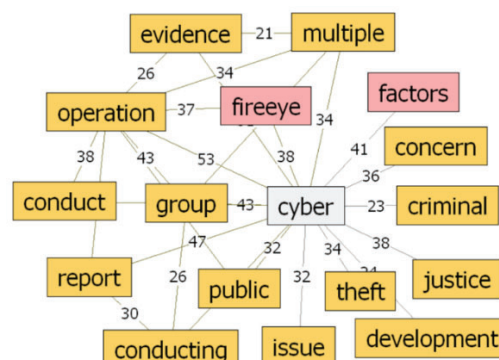 evidence
21
multiple
26
34
factors
operation
37
fireeye
34
41
concern
38
43
53
38
36
conduct
group
43
cyber
23
criminal
47
32
34
38
report
26
public
32
theft
justice
30
development
conducting
issue